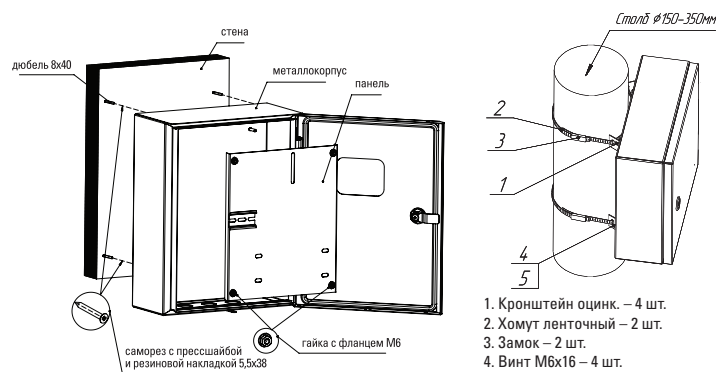 стена
дюбель 8х40
металлокорпус
панель
саморез с прессшайбой
и резиновой накладкой 5,5х38
гайка с фланцем М6
Столб ϕ150-350мм
2
3
1
4
5
1. Кронштейн оцинк. – 4 шт.
2. Хомут ленточный – 2 шт.
3. Замок – 2 шт.
4. Винт М6х16 – 4 шт.